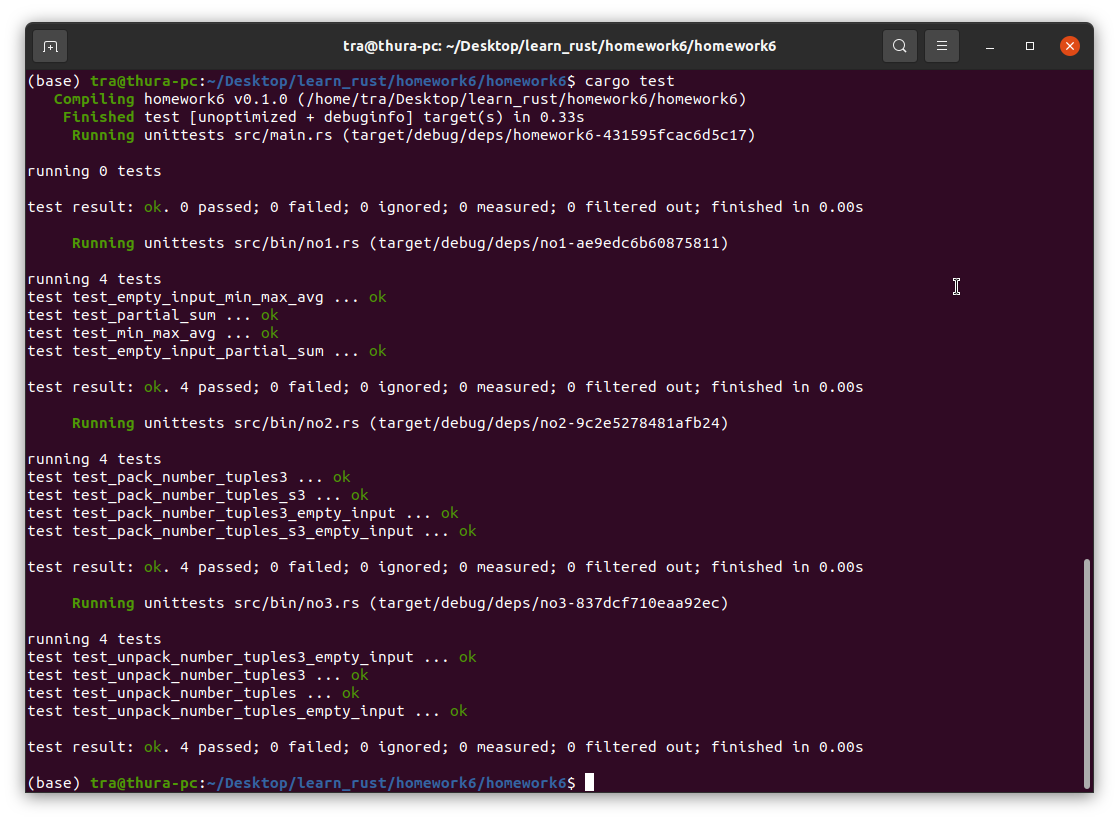 tra@thura-pc: ~/Desktop/learn_rust/homework6/homework6
(base) tra@thura-pc:~/Desktop/learn_rust/homework6/homework6$ cargo test
   Compiling homework6 v0.1.0 (/home/tra/Desktop/learn_rust/homework6/homework6)
    Finished test [unoptimized + debuginfo] target(s) in 0.33s
     Running unittests src/main.rs (target/debug/deps/homework6-431595fcac6d5c17)
running 0 tests
test result: ok. 0 passed; 0 failed; 0 ignored; 0 measured; 0 filtered out; finished in 0.00s
     Running unittests src/bin/no1.rs (target/debug/deps/no1-ae9edc6b60875811)
running 4 tests
test test_empty_input_min_max_avg ... ok
test test_partial_sum ... ok
test test_min_max_avg ... ok
test test_empty_input_partial_sum ... ok
test result: ok. 4 passed; 0 failed; 0 ignored; 0 measured; 0 filtered out; finished in 0.00s
     Running unittests src/bin/no2.rs (target/debug/deps/no2-9c2e5278481afb24)
running 4 tests
test test_pack_number_tuples3 ... ok
test test_pack_number_tuples_s3 ... ok
test test_pack_number_tuples3_empty_input ... ok
test test_pack_number_tuples_s3_empty_input ... ok
test result: ok. 4 passed; 0 failed; 0 ignored; 0 measured; 0 filtered out; finished in 0.00s
     Running unittests src/bin/no3.rs (target/debug/deps/no3-837dcf710eaa92ec)
running 4 tests
test test_unpack_number_tuples3_empty_input ... ok
test test_unpack_number_tuples3 ... ok
test test_unpack_number_tuples ... ok
test test_unpack_number_tuples_empty_input ... ok
test result: ok. 4 passed; 0 failed; 0 ignored; 0 measured; 0 filtered out; finished in 0.00s
(base) tra@thura-pc:~/Desktop/learn_rust/homework6/homework6$